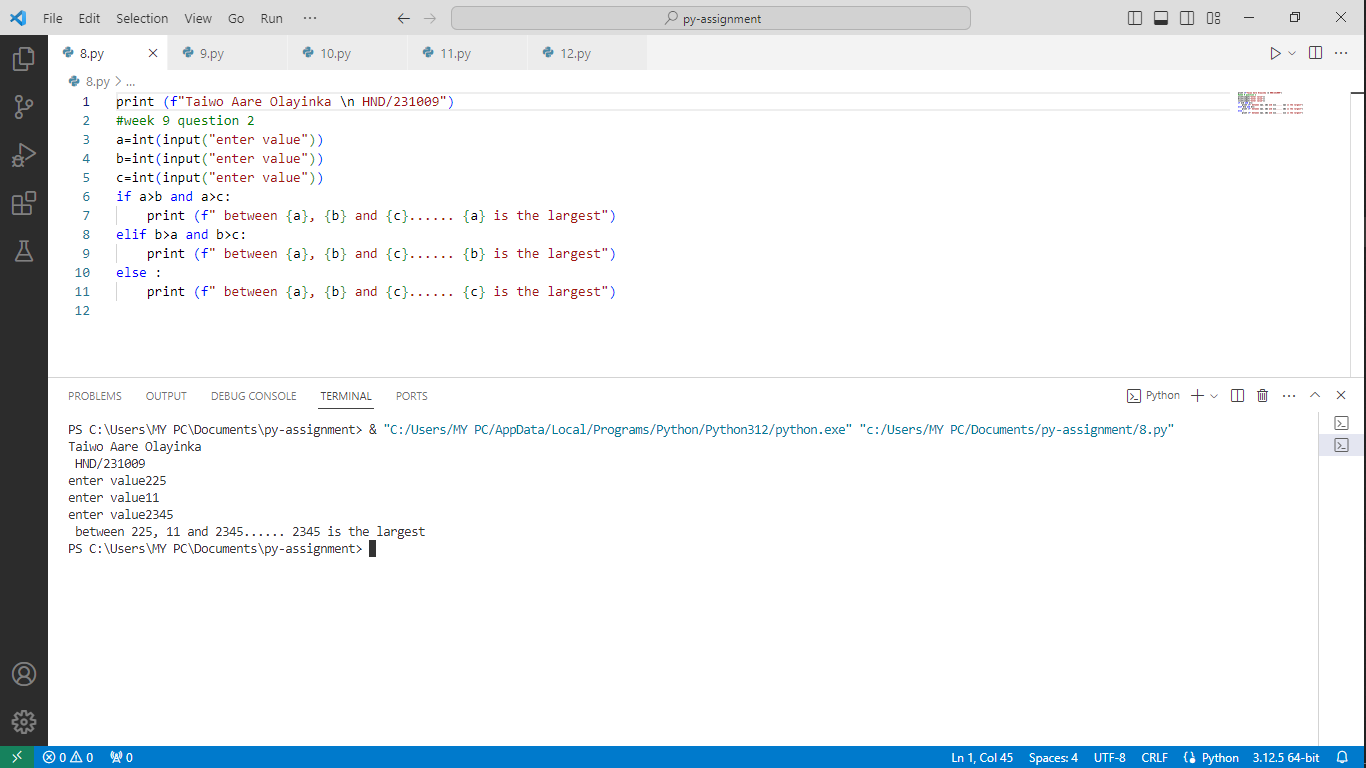 File Edit Selection View Go Run ··· py-assignment
8.py 9.py 10.py 11.py 12.py
8.py > ...
1 print (f"Taiwo Aare Olayinka \n HND/231009")
2 #week 9 question 2
3 a=int(input("enter value"))
4 b=int(input("enter value"))
5 c=int(input("enter value"))
6 if a>b and a>c:
7     print (f" between {a}, {b} and {c}...... {a} is the largest")
8 elif b>a and b>c:
9     print (f" between {a}, {b} and {c}...... {b} is the largest")
10 else :
11     print (f" between {a}, {b} and {c}...... {c} is the largest")
12
PROBLEMS OUTPUT DEBUG CONSOLE TERMINAL PORTS Python
PS C:\Users\MY PC\Documents\py-assignment> & "C:/Users/MY PC/AppData/Local/Programs/Python/Python312/python.exe" "c:/Users/MY PC/Documents/py-assignment/8.py"
Taiwo Aare Olayinka
 HND/231009
enter value225
enter value11
enter value2345
 between 225, 11 and 2345...... 2345 is the largest
PS C:\Users\MY PC\Documents\py-assignment>
0 0 0 Ln 1, Col 45 Spaces: 4 UTF-8 CRLF Python 3.12.5 64-bit